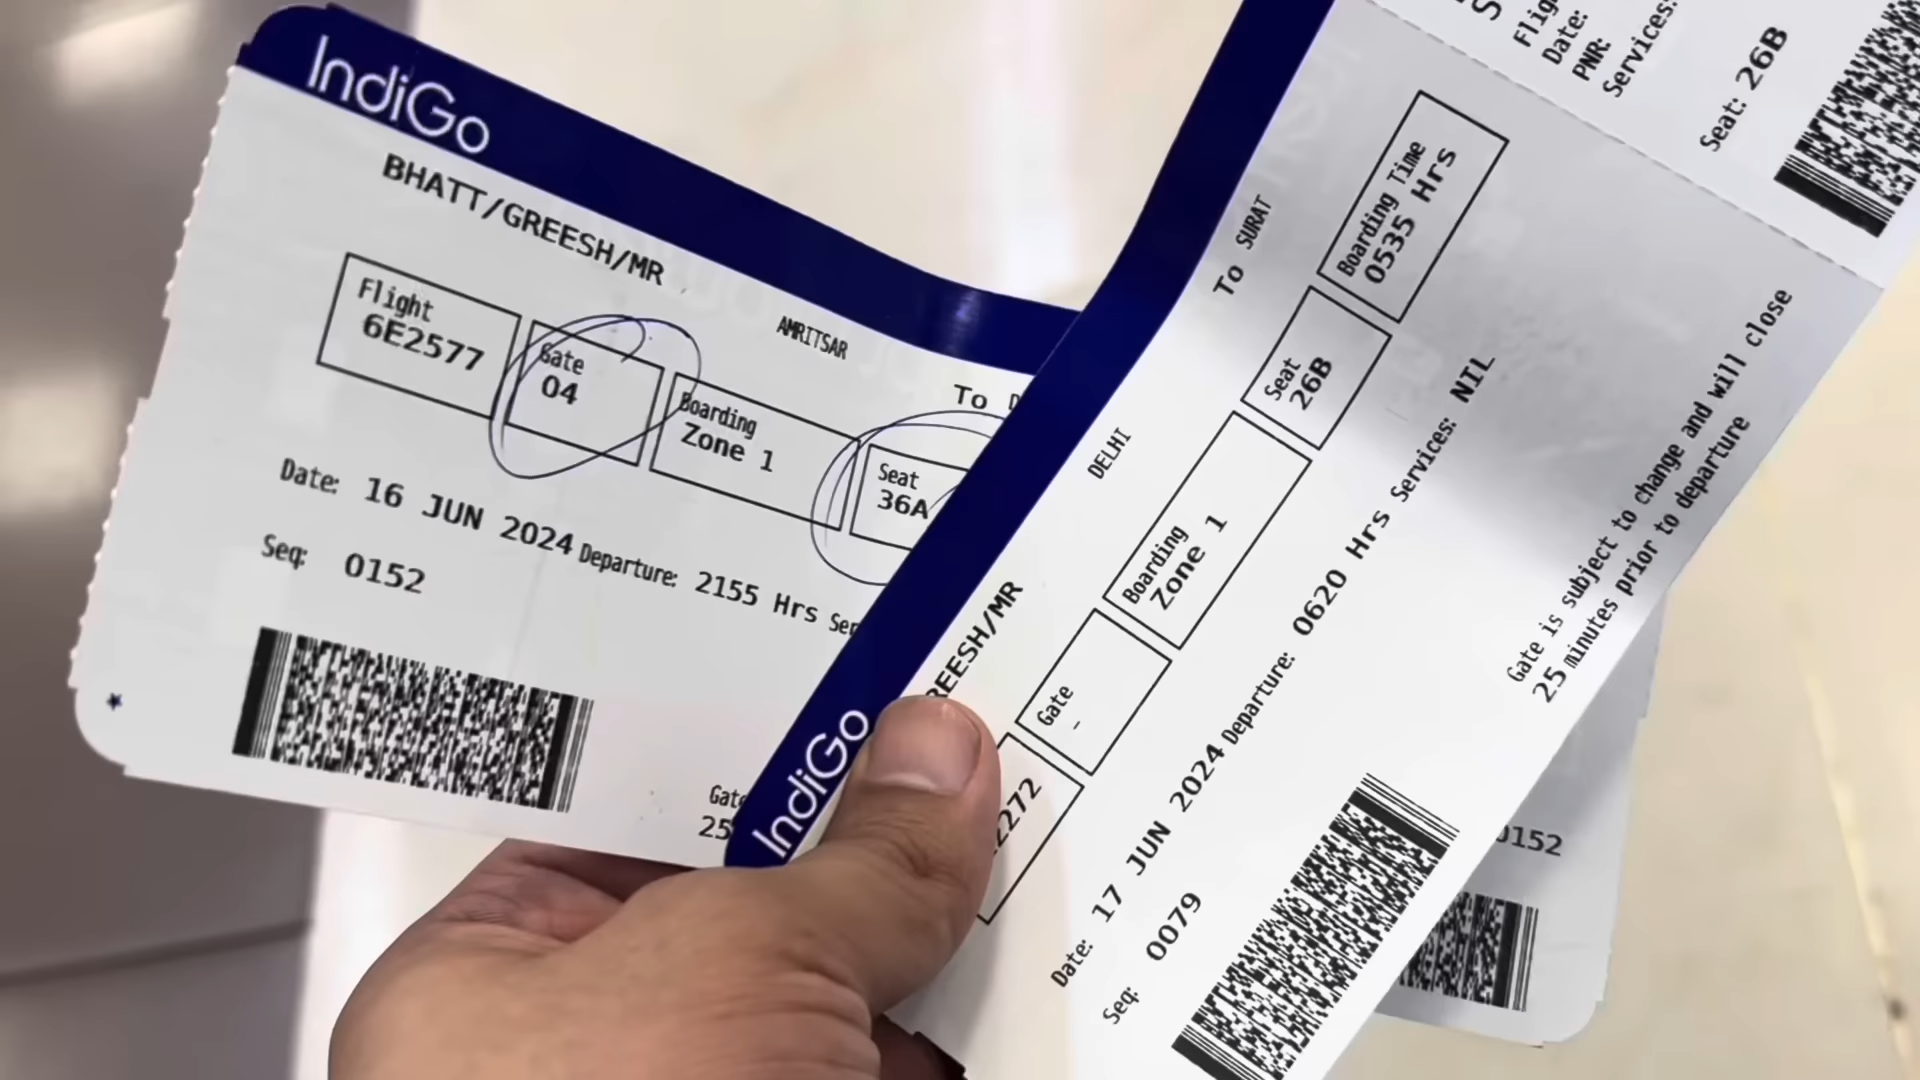 IndiGo
BHATT/GREESH/MR
AMRITSAR
To
Flight
6E2577
Gate
04
Boarding
Zone 1
Seat
36A
Date: 16 JUN 2024 Departure: 2155 Hrs
Seq: 0152
25
IndiGo
DELHI
To SURAT
2272
Gate
-
Boarding
Zone 1
Seat
26B
Boarding Time
0535 Hrs
Date: 17 JUN 2024 Departure: 0620 Hrs Services: NIL
Seq: 0079
Gate is subject to change and will close
25 minutes prior to departure
Date:
PNR:
Services:
Seat: 26B
0152